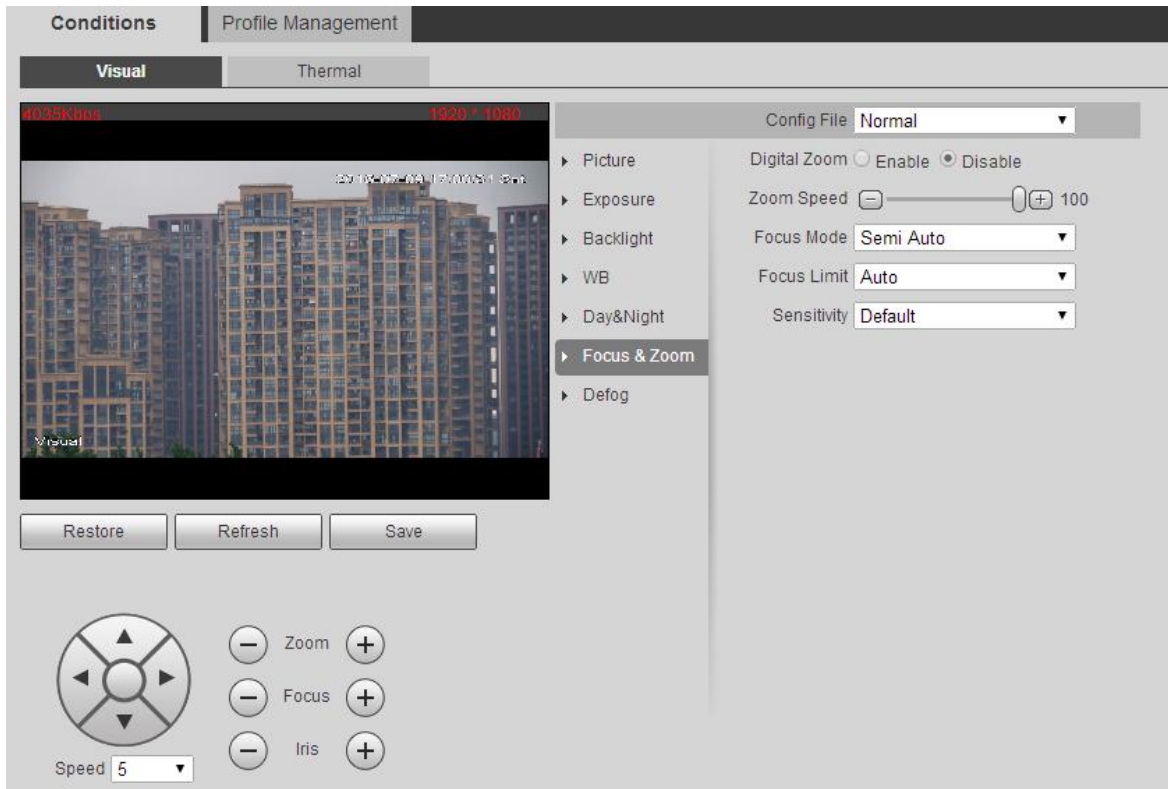 Conditions
Profile Management
Visual
Thermal
4035Kbps 1920 * 1080
Sat
Visual
Config File Normal
Picture
Exposure
Backlight
WB
Day&Night
Focus & Zoom
Defog
Digital Zoom Enable Disable
Zoom Speed 100
Focus Mode Semi Auto
Focus Limit Auto
Sensitivity Default
Restore
Refresh
Save
Zoom
Focus
Iris
Speed 5